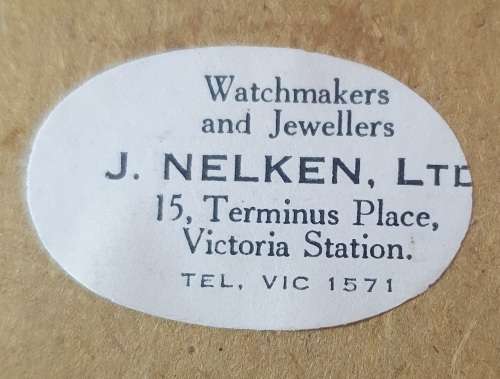 Watchmakers
and Jewellers
J. NELKEN, LTD
15, Terminus Place,
Victoria Station.
TEL, VIC 1571